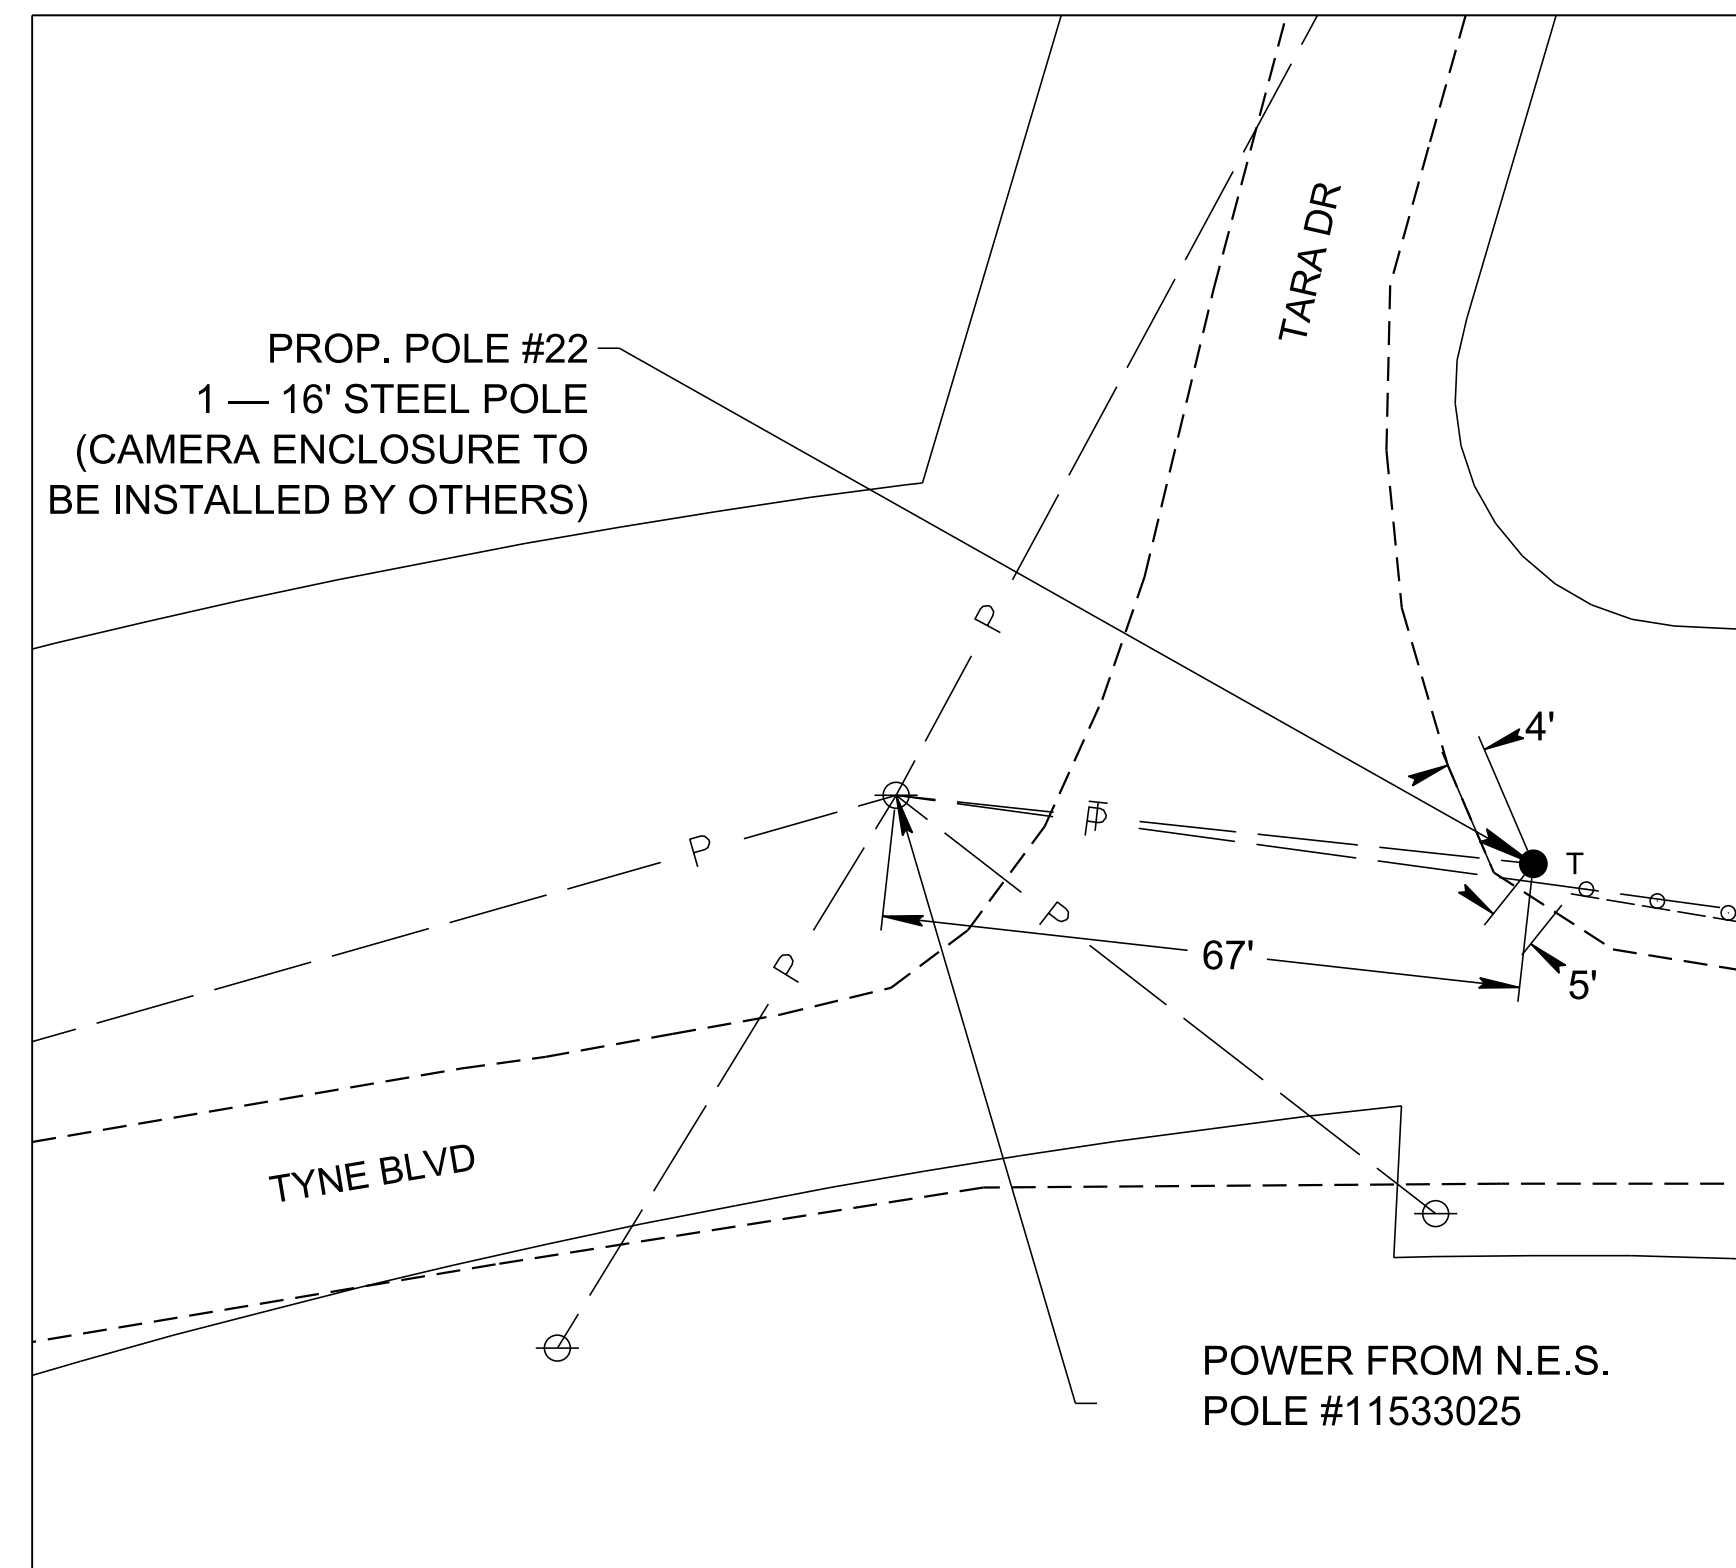 TARA DR
PROP. POLE #22
1 — 16' STEEL POLE
(CAMERA ENCLOSURE TO
BE INSTALLED BY OTHERS)
P
4'
P
P
T
T
P
P
67'
5'
TYNE BLVD
POWER FROM N.E.S.
POLE #11533025